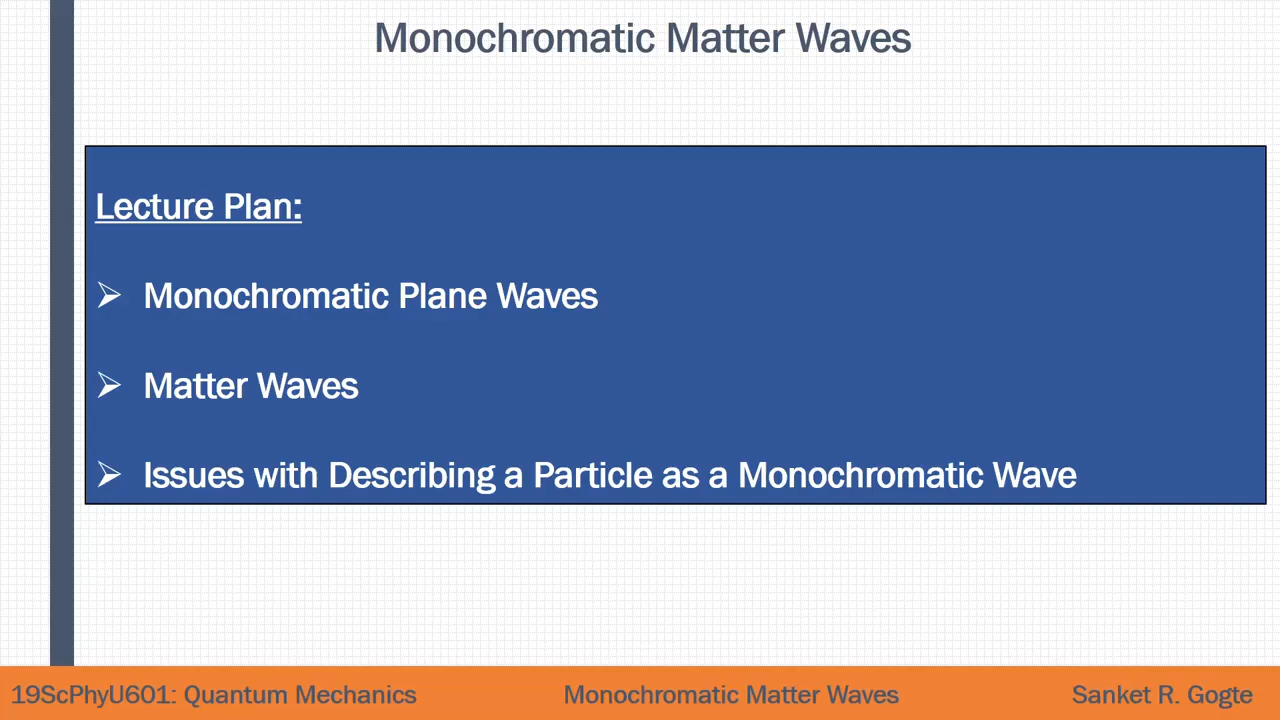 Monochromatic Matter Waves
Lecture Plan:
➢ Monochromatic Plane Waves
➢ Matter Waves
➢ Issues with Describing a Particle as a Monochromatic Wave
19ScPhyU601: Quantum Mechanics
Monochromatic Matter Waves
Sanket R. Gogte